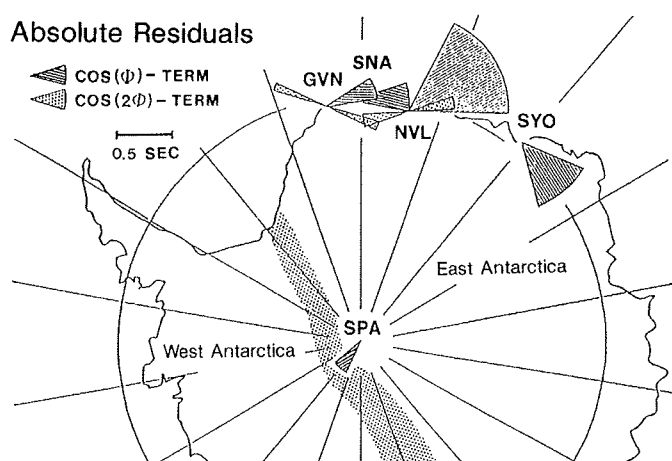 Absolute Residuals
COS(Φ)-TERM
COS(2Φ)-TERM
0.5 SEC
GVN
SNA
NVL
SYO
East Antarctica
SPA
West Antarctica